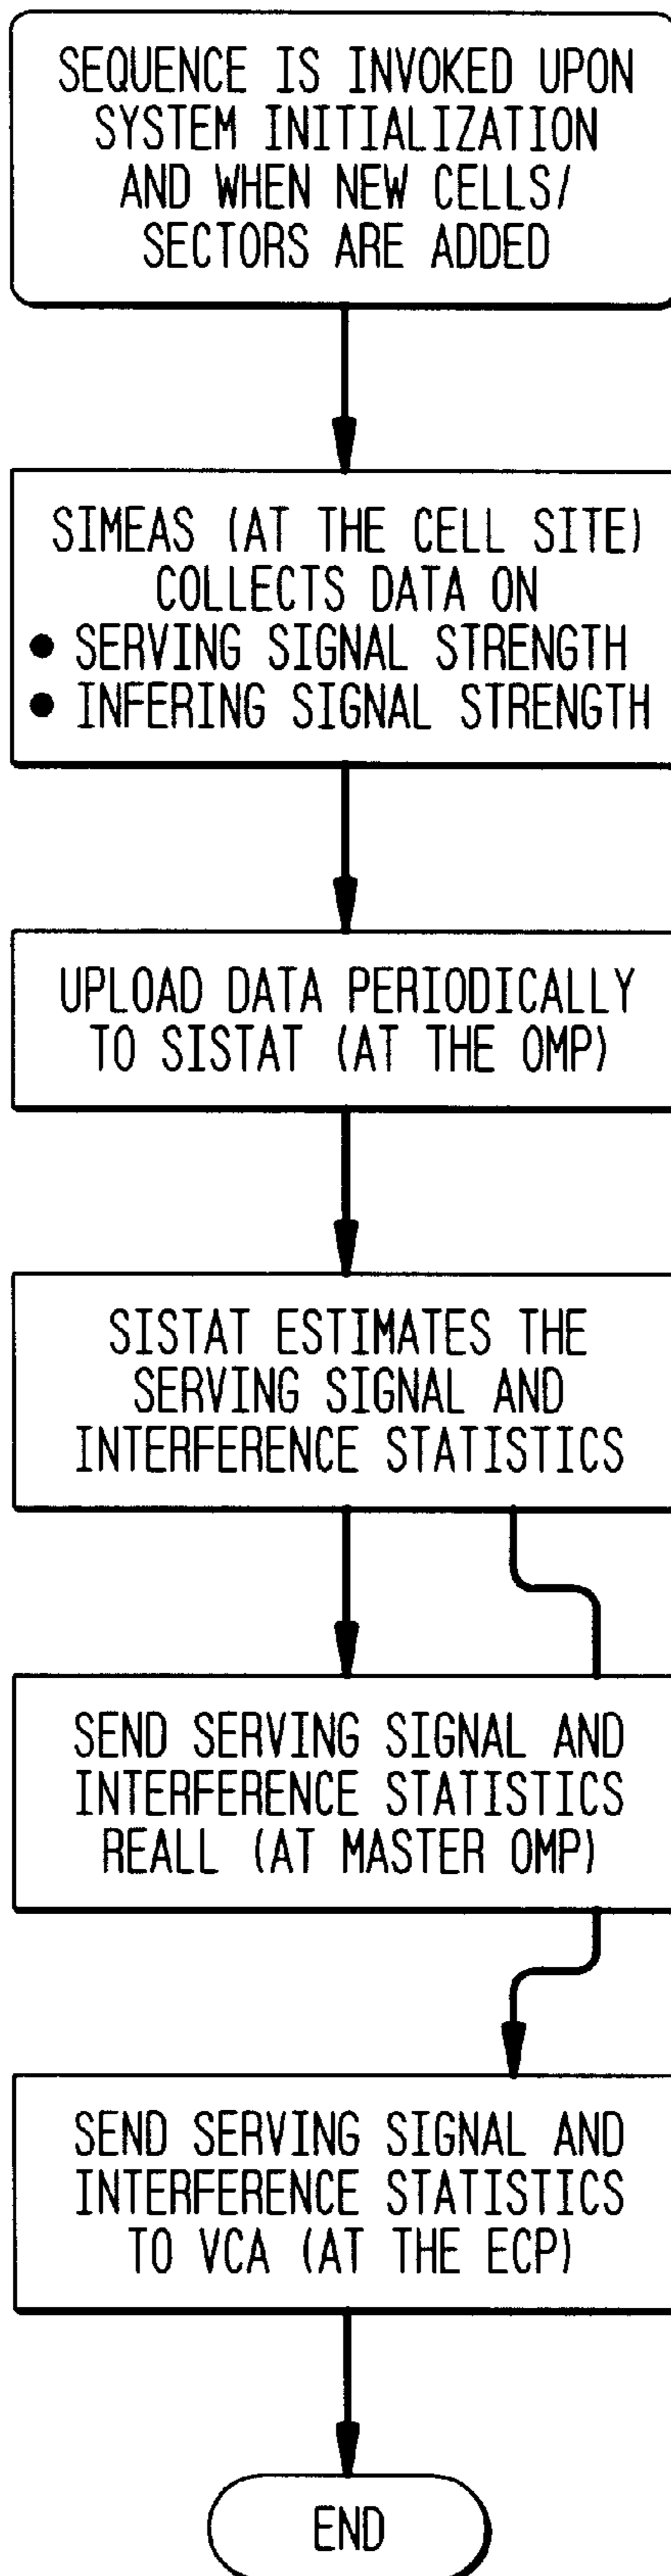 SEQUENCE IS INVOKED UPON
SYSTEM INITIALIZATION
AND WHEN NEW CELLS/
SECTORS ARE ADDED
SIMEAS (AT THE CELL SITE)
COLLECTS DATA ON
• SERVING SIGNAL STRENGTH
• INFERING SIGNAL STRENGTH
UPLOAD DATA PERIODICALLY
TO SISTAT (AT THE OMP)
SISTAT ESTIMATES THE
SERVING SIGNAL AND
INTERFERENCE STATISTICS
SEND SERVING SIGNAL AND
INTERFERENCE STATISTICS
REALL (AT MASTER OMP)
SEND SERVING SIGNAL AND
INTERFERENCE STATISTICS
TO VCA (AT THE ECP)
END